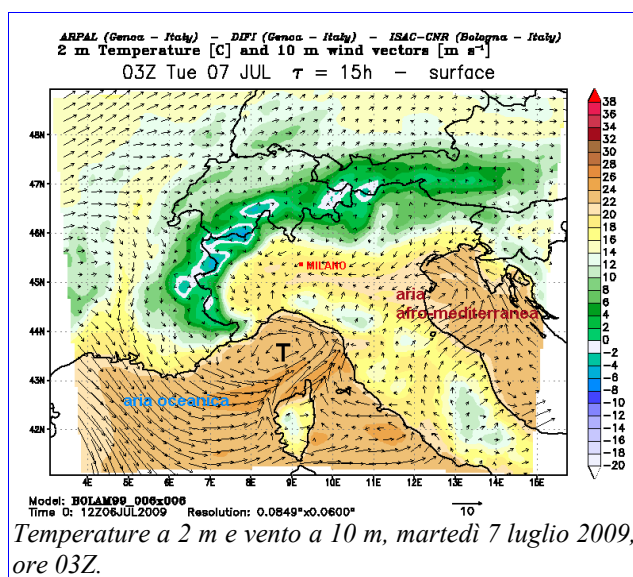 ARPAL (Genoa - Italy) - DIFI (Genoa - Italy) - ISAC-CNR (Bologna - Italy)
2 m Temperature [C] and 10 m wind vectors [m s⁻¹]
03Z Tue 07 JUL τ = 15h - surface
48N
47N
46N
45N
44N
43N
42N
MILANO
aria
afro-mediterranea
T
aria oceanica
4E 5E 6E 7E 8E 9E 10E 11E 12E 13E 14E 15E 16E
38
36
34
32
30
28
26
24
22
20
18
16
14
12
10
8
6
4
2
0
-2
-4
-6
-8
-10
-12
-14
-16
-18
-20
Model: BOLAM99_006x006
Time 0: 12Z06JUL2009 Resolution: 0.0849°x0.0600°
10
Temperature a 2 m e vento a 10 m, martedì 7 luglio 2009,
ore 03Z.